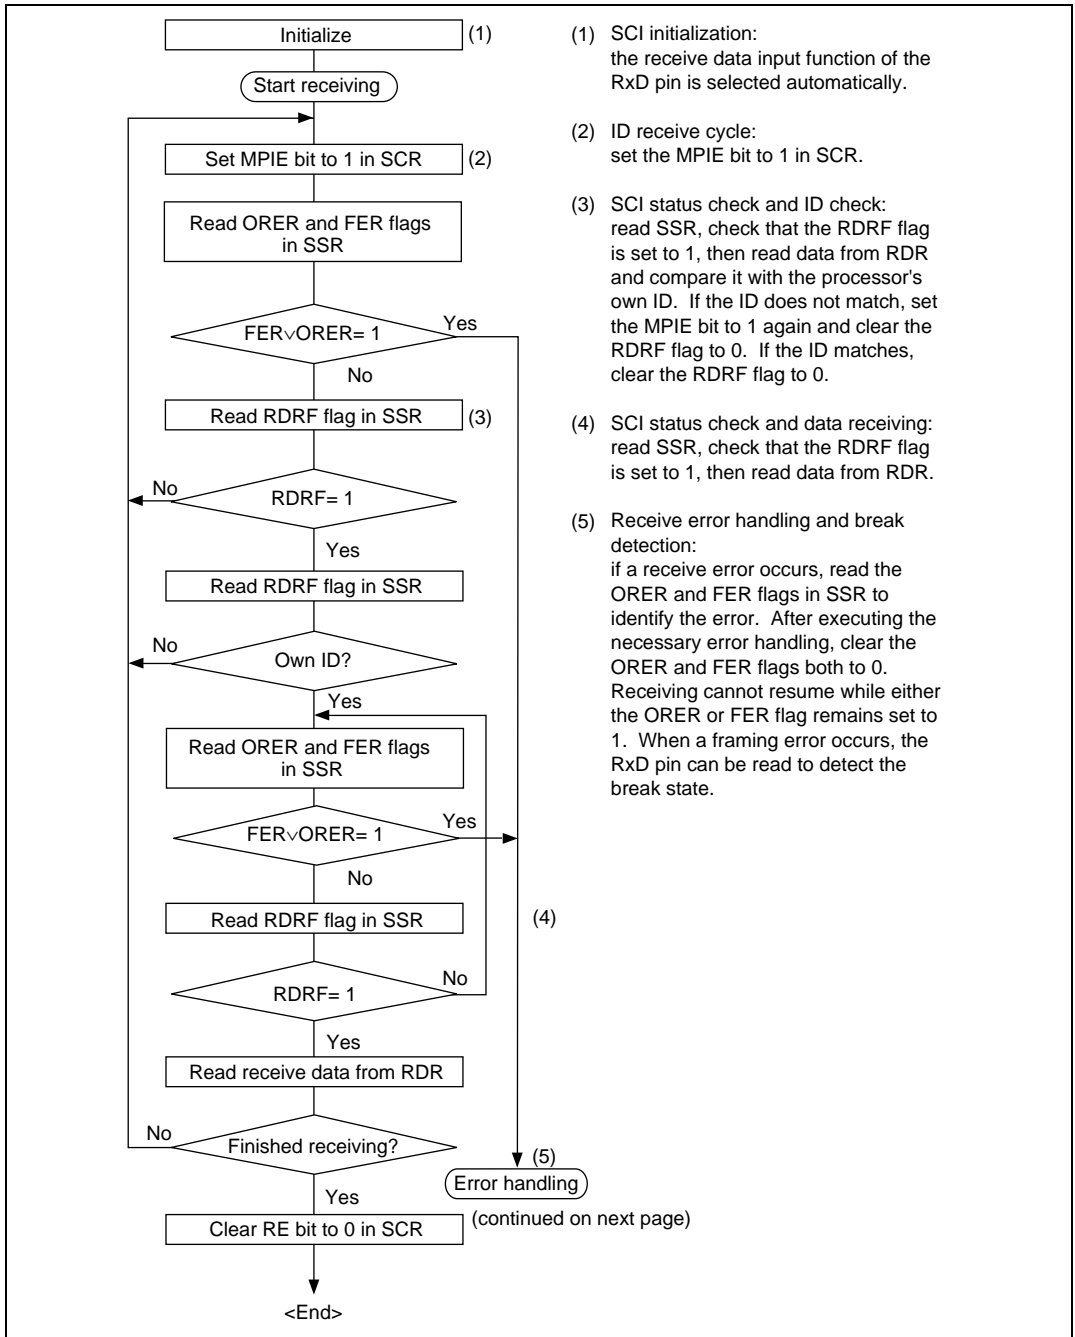 Initialize
(1)
Start receiving
Set MPIE bit to 1 in SCR
(2)
Read ORER and FER flags
in SSR
FER∨ORER= 1
Yes
No
Read RDRF flag in SSR
(3)
No
RDRF= 1
Yes
Read RDRF flag in SSR
No
Own ID?
Yes
Read ORER and FER flags
in SSR
FER∨ORER= 1
Yes
No
Read RDRF flag in SSR
(4)
RDRF= 1
No
Yes
Read receive data from RDR
No
Finished receiving?
Yes
(5)
Error handling
(continued on next page)
Clear RE bit to 0 in SCR
<End>
(1) SCI initialization:
the receive data input function of the
RxD pin is selected automatically.
(2) ID receive cycle:
set the MPIE bit to 1 in SCR.
(3) SCI status check and ID check:
read SSR, check that the RDRF flag
is set to 1, then read data from RDR
and compare it with the processor's
own ID. If the ID does not match, set
the MPIE bit to 1 again and clear the
RDRF flag to 0. If the ID matches,
clear the RDRF flag to 0.
(4) SCI status check and data receiving:
read SSR, check that the RDRF flag
is set to 1, then read data from RDR.
(5) Receive error handling and break
detection:
if a receive error occurs, read the
ORER and FER flags in SSR to
identify the error. After executing the
necessary error handling, clear the
ORER and FER flags both to 0.
Receiving cannot resume while either
the ORER or FER flag remains set to
1. When a framing error occurs, the
RxD pin can be read to detect the
break state.